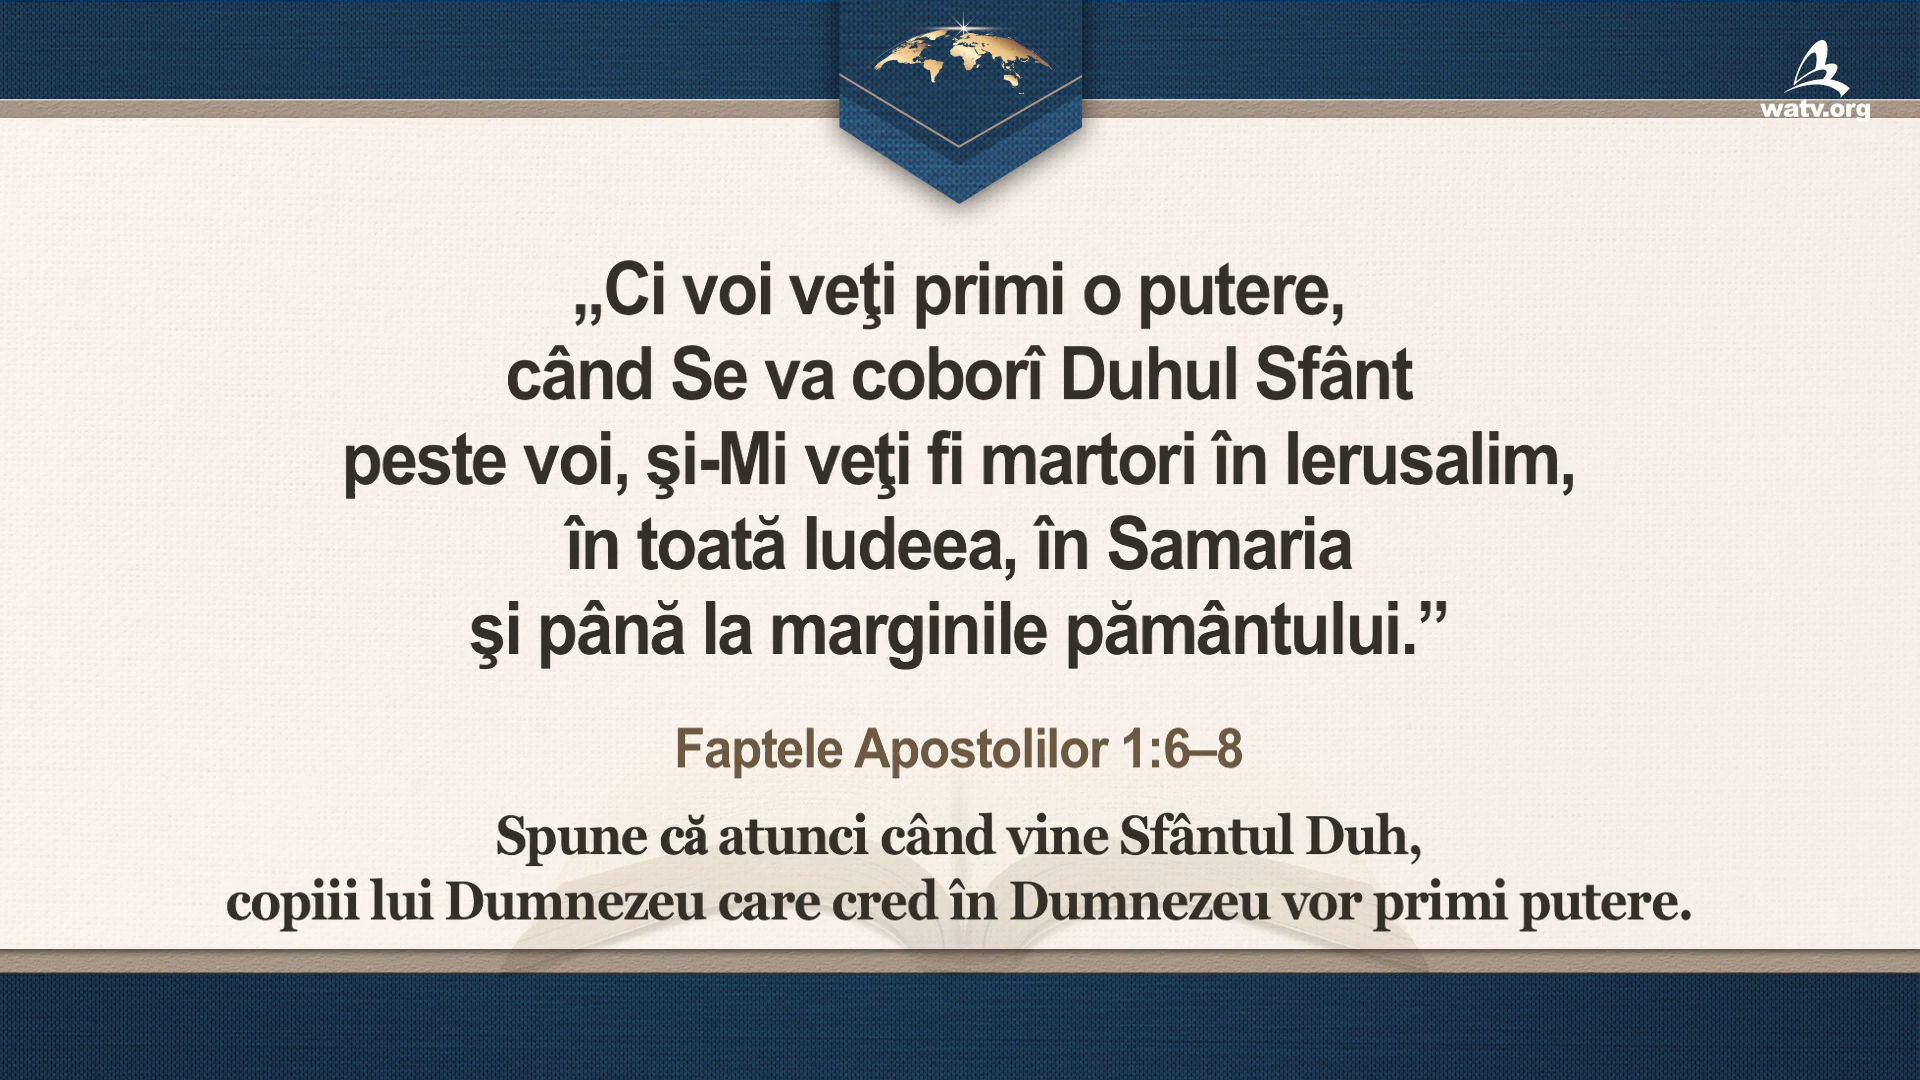 watv.org
„Ci voi veţi primi o putere,
când Se va coborî Duhul Sfânt
peste voi, şi-Mi veţi fi martori în Ierusalim,
în toată Iudeea, în Samaria
şi până la marginile pământului.”
Faptele Apostolilor 1:6–8
Spune că atunci când vine Sfântul Duh,
copiii lui Dumnezeu care cred în Dumnezeu vor primi putere.